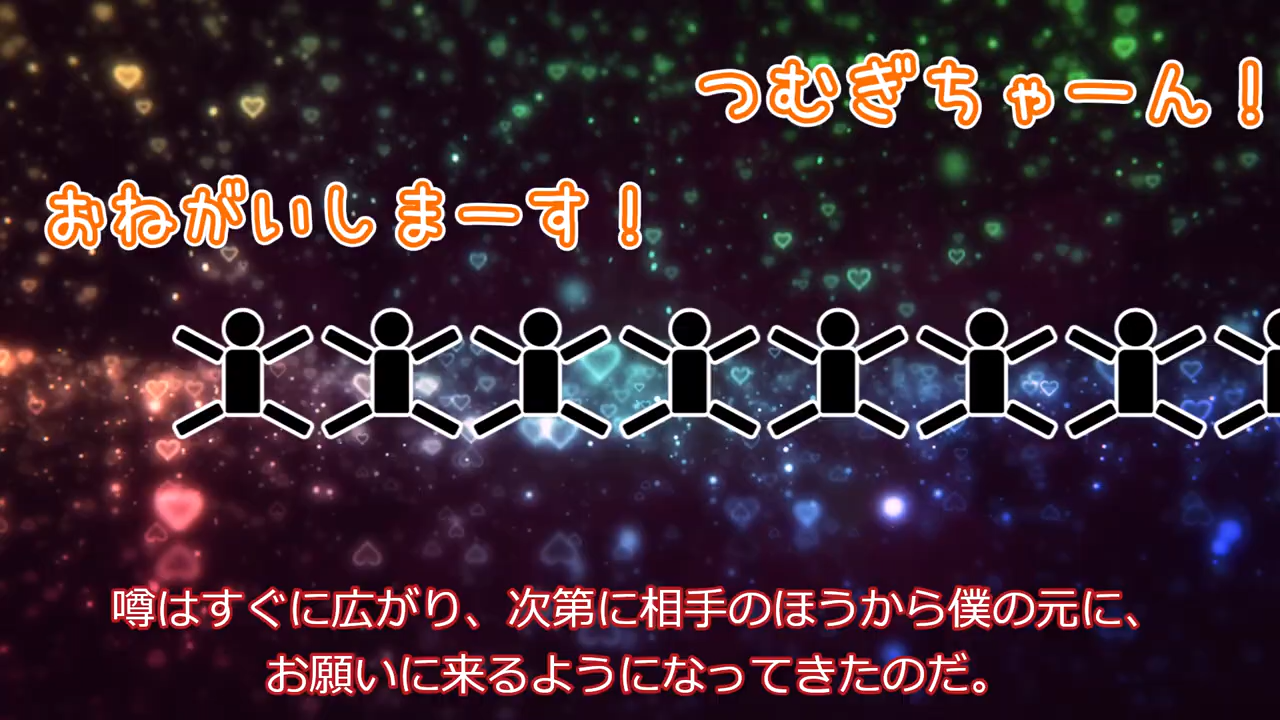 つむぎちゃーん！
おねがいしまーす！
噂はすぐに広がり、次第に相手のほうから僕の元に、
お願いに来るようになってきたのだ。